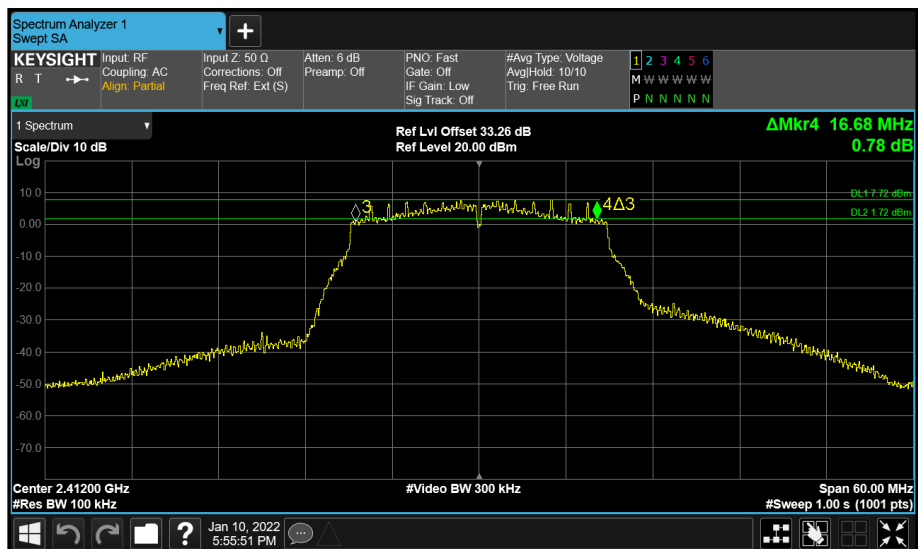 Spectrum Analyzer 1
Swept SA
KEYSIGHT
R T
LXI
Input: RF
Coupling: AC
Align: Partial
Input Z: 50 Ω
Corrections: Off
Freq Ref: Ext (S)
Atten: 6 dB
Preamp: Off
PNO: Fast
Gate: Off
IF Gain: Low
Sig Track: Off
#Avg Type: Voltage
Avg|Hold: 10/10
Trig: Free Run
1 2 3 4 5 6
M W W W W W
P N N N N N
1 Spectrum
Scale/Div 10 dB
Ref Lvl Offset 33.26 dB
Ref Level 20.00 dBm
ΔMkr4 16.68 MHz
0.78 dB
Log
10.0
DL1 7.72 dBm
3
4Δ3
DL2 1.72 dBm
0.00
-10.0
-20.0
-30.0
-40.0
-50.0
-60.0
-70.0
Center 2.41200 GHz
#Video BW 300 kHz
Span 60.00 MHz
#Res BW 100 kHz
#Sweep 1.00 s (1001 pts)
?
Jan 10, 2022
5:55:51 PM